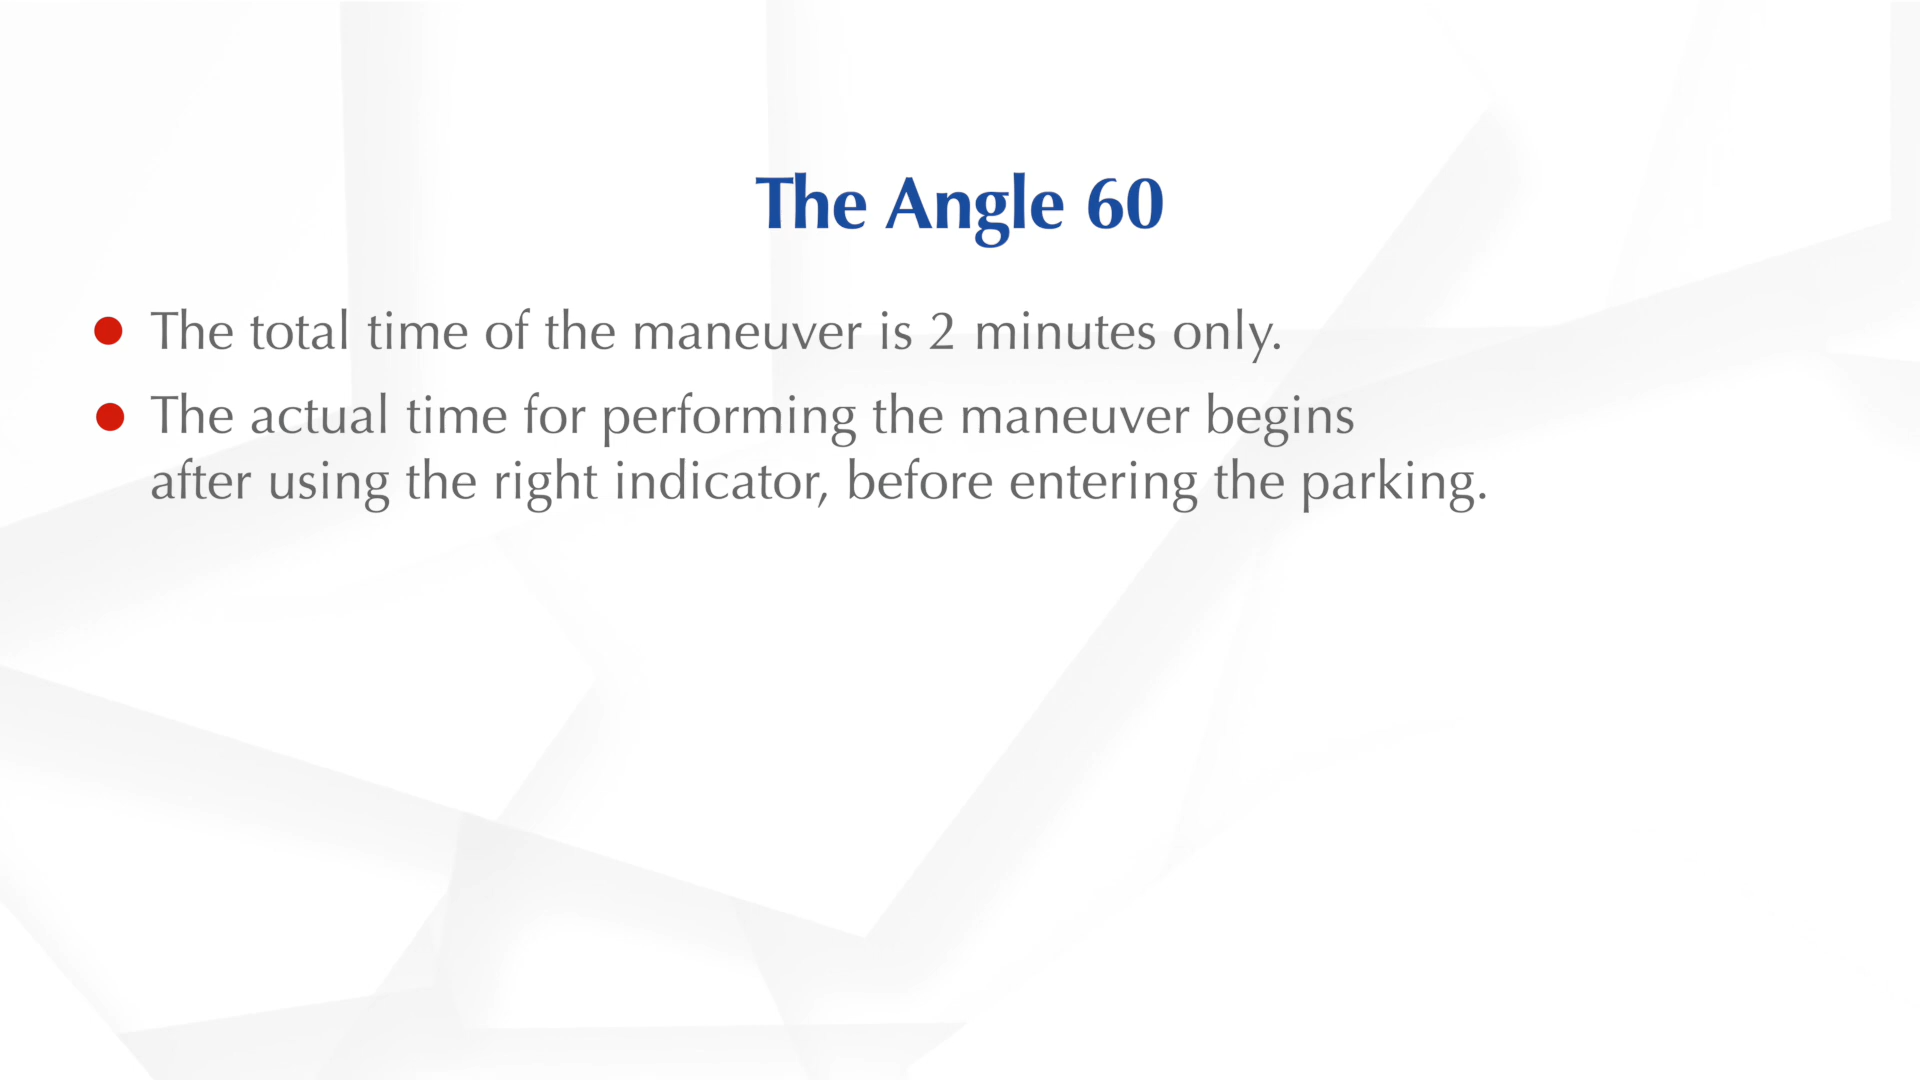 The Angle 60
The total time of the maneuver is 2 minutes only.
The actual time for performing the maneuver begins
after using the right indicator, before entering the parking.